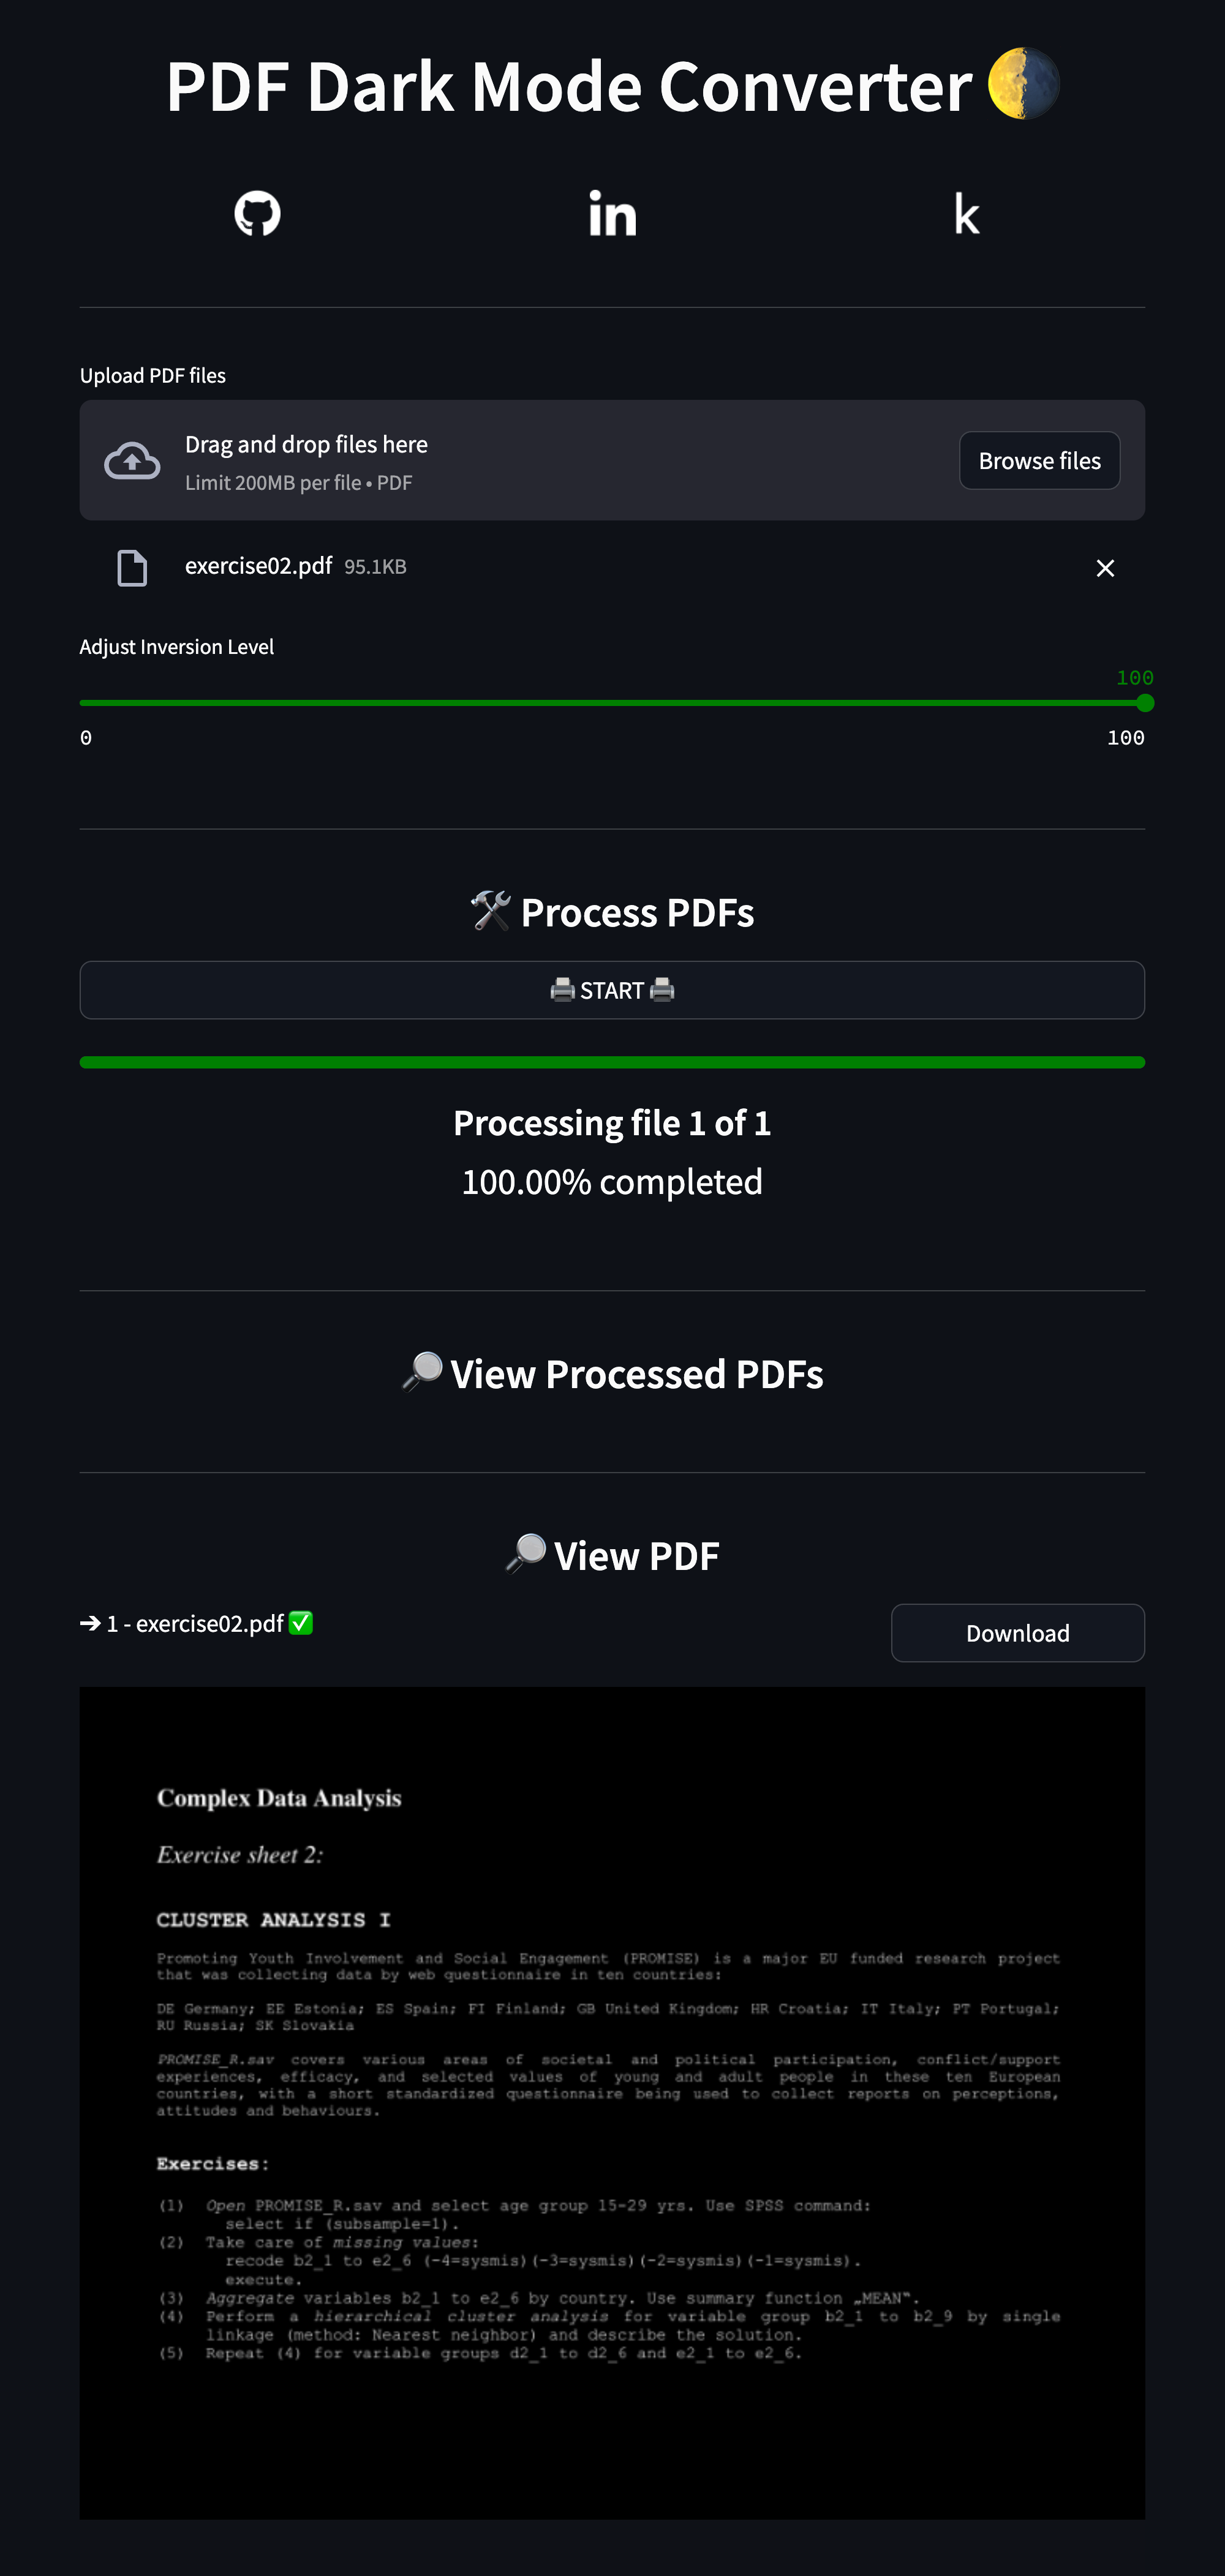 PDF Dark Mode Converter
in
k
Upload PDF files
Drag and drop files here
Limit 200MB per file • PDF
Browse files
exercise02.pdf 95.1KB
Adjust Inversion Level
100
0
100
🛠️ Process PDFs
🖨️ START 🖨️
Processing file 1 of 1
100.00% completed
🔎 View Processed PDFs
🔎 View PDF
➔ 1 - exercise02.pdf ✅
Download
Complex Data Analysis
Exercise sheet 2:
CLUSTER ANALYSIS I
Promoting Youth Involvement and Social Engagement (PROMISE) is a major EU funded research project
that was collecting data by web questionnaire in ten countries:
DE Germany; EE Estonia; ES Spain; FI Finland; GB United Kingdom; HR Croatia; IT Italy; PT Portugal;
RU Russia; SK Slovakia
PROMISE_R.sav covers various areas of societal and political participation, conflict/support
experiences, efficacy, and selected values of young and adult people in these ten European
countries, with a short standardized questionnaire being used to collect reports on perceptions,
attitudes and behaviours.
Exercises:
(1) Open PROMISE_R.sav and select age group 15-29 yrs. Use SPSS command:
select if (subsample=1).
(2) Take care of missing values:
recode b2_1 to e2_6 (-4=sysmis)(-3=sysmis)(-2=sysmis)(-1=sysmis).
execute.
(3) Aggregate variables b2_1 to e2_6 by country. Use summary function „MEAN“.
(4) Perform a hierarchical cluster analysis for variable group b2_1 to b2_9 by single
linkage (method: Nearest neighbor) and describe the solution.
(5) Repeat (4) for variable groups d2_1 to d2_6 and e2_1 to e2_6.